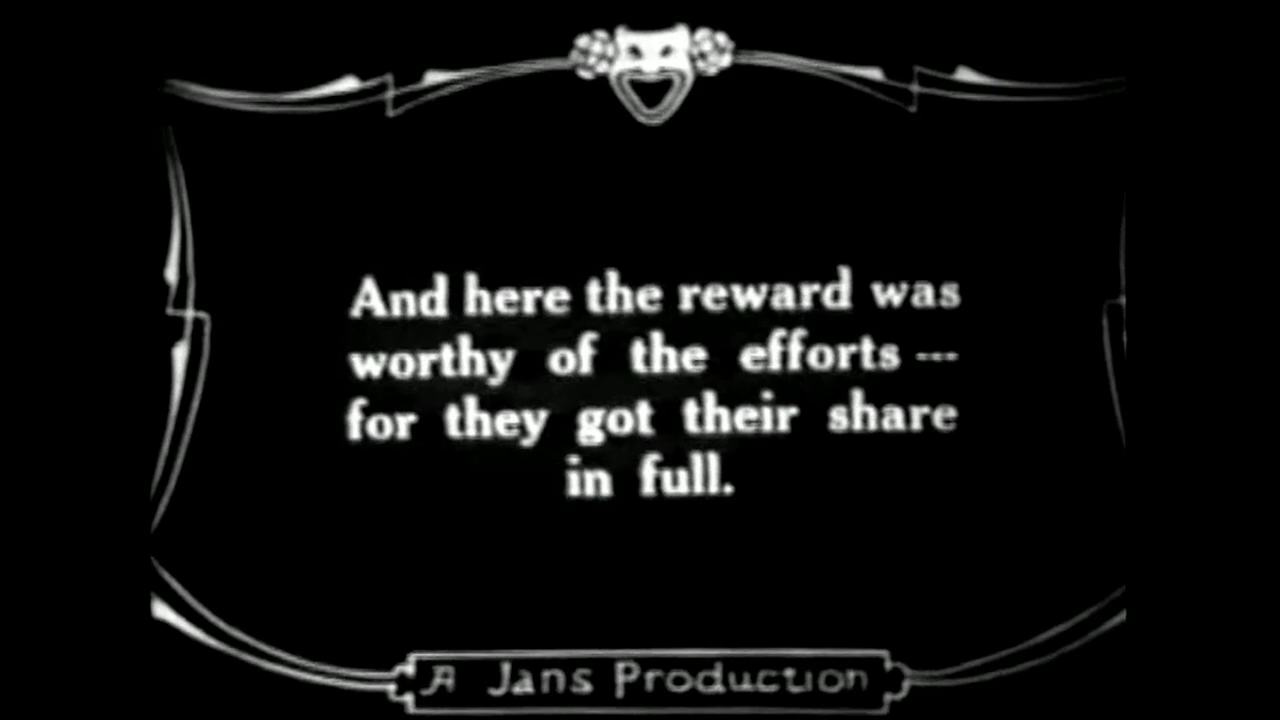 And here the reward was
worthy of the efforts ---
for they got their share
in full.
A Jans Production